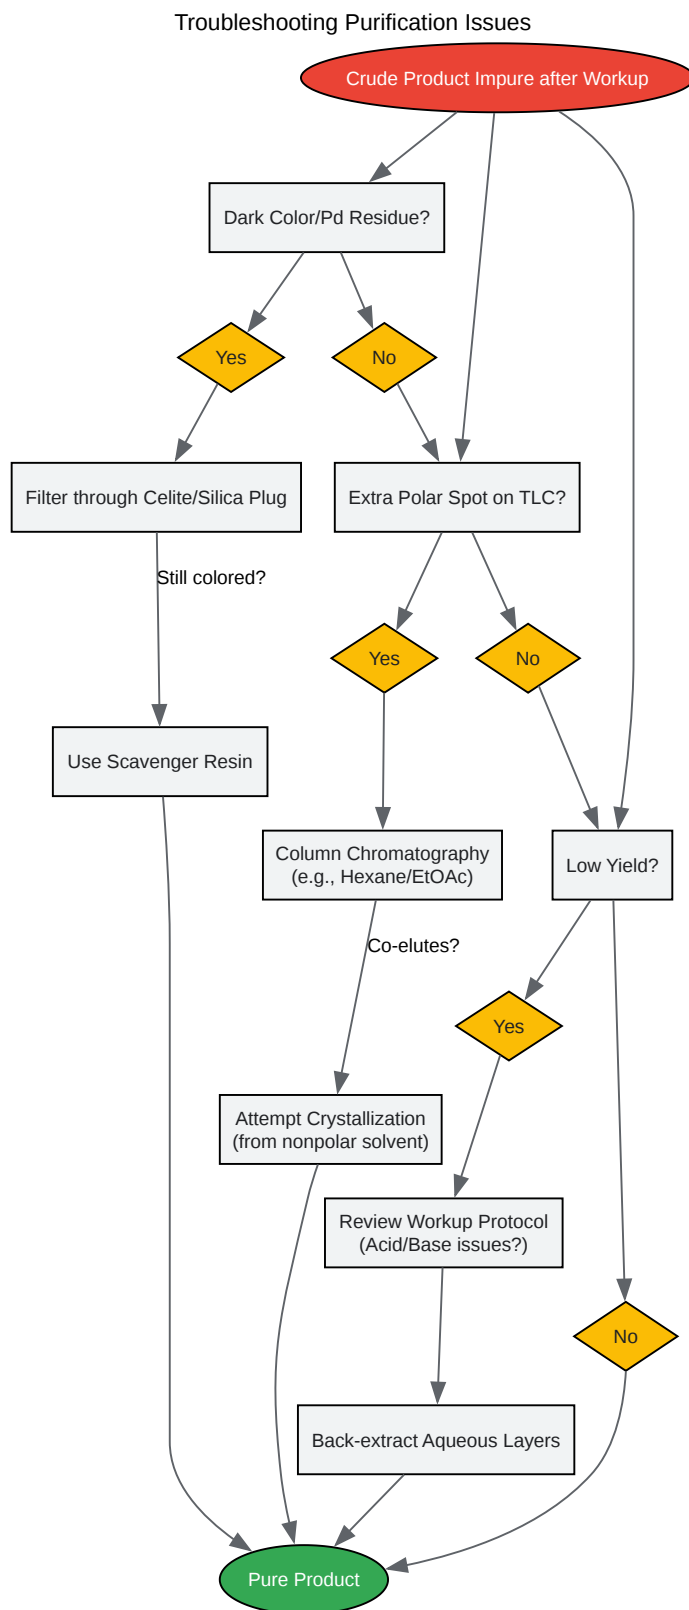 Troubleshooting Purification Issues
Crude Product Impure after Workup
Dark Color/Pd Residue?
Yes
No
Filter through Celite/Silica Plug
Extra Polar Spot on TLC?
Still colored?
Yes
No
Use Scavenger Resin
Column Chromatography
(e.g., Hexane/EtOAc)
Low Yield?
Co-elutes?
Yes
Attempt Crystallization
(from nonpolar solvent)
Review Workup Protocol
(Acid/Base issues?)
No
Back-extract Aqueous Layers
Pure Product